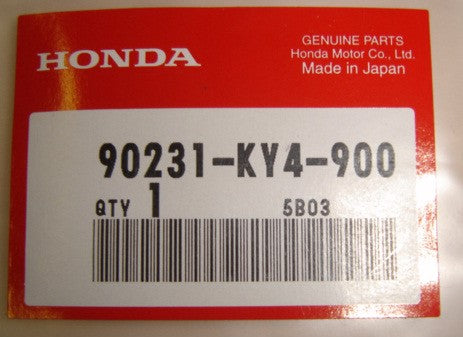 HONDA
GENUINE PARTS
Honda Motor Co., Ltd.
Made in Japan
90231-KY4-900
QTY 1 5B03